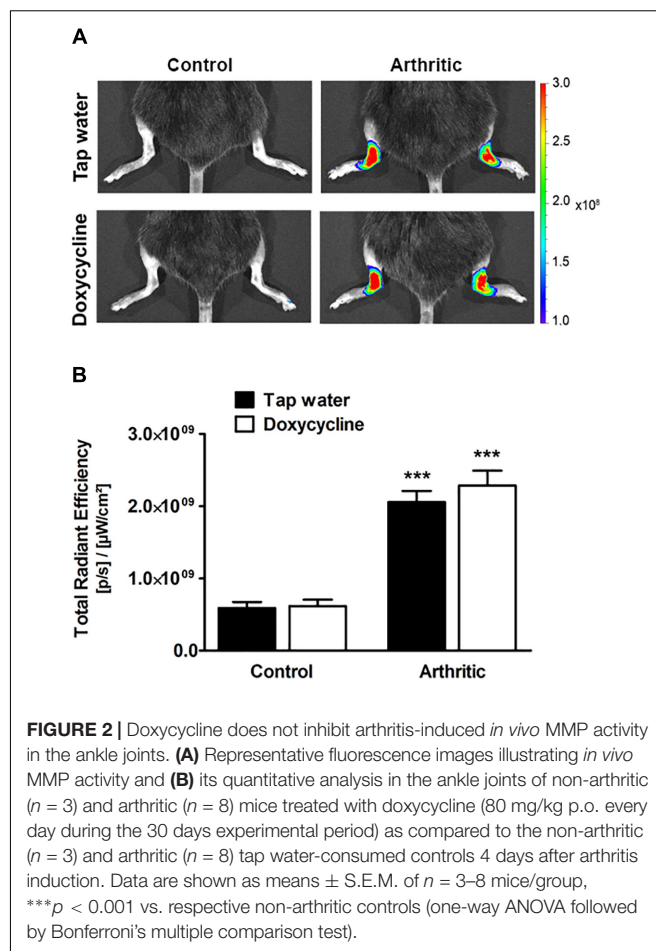 A
Control Arthritic
Tap water
Doxycycline
3.0
2.5
2.0
x10⁸
1.5
1.0
B
Tap water
Doxycycline
Total Radiant Efficiency
[p/s] / [µW/cm²]
3.0×10⁰⁹
2.0×10⁰⁹
1.0×10⁰⁹
0.0
*** ***
Control Arthritic
FIGURE 2 | Doxycycline does not inhibit arthritis-induced in vivo MMP activity
in the ankle joints. (A) Representative fluorescence images illustrating in vivo
MMP activity and (B) its quantitative analysis in the ankle joints of non-arthritic
(n = 3) and arthritic (n = 8) mice treated with doxycycline (80 mg/kg p.o. every
day during the 30 days experimental period) as compared to the non-arthritic
(n = 3) and arthritic (n = 8) tap water-consumed controls 4 days after arthritis
induction. Data are shown as means ± S.E.M. of n = 3–8 mice/group,
***p < 0.001 vs. respective non-arthritic controls (one-way ANOVA followed
by Bonferroni's multiple comparison test).